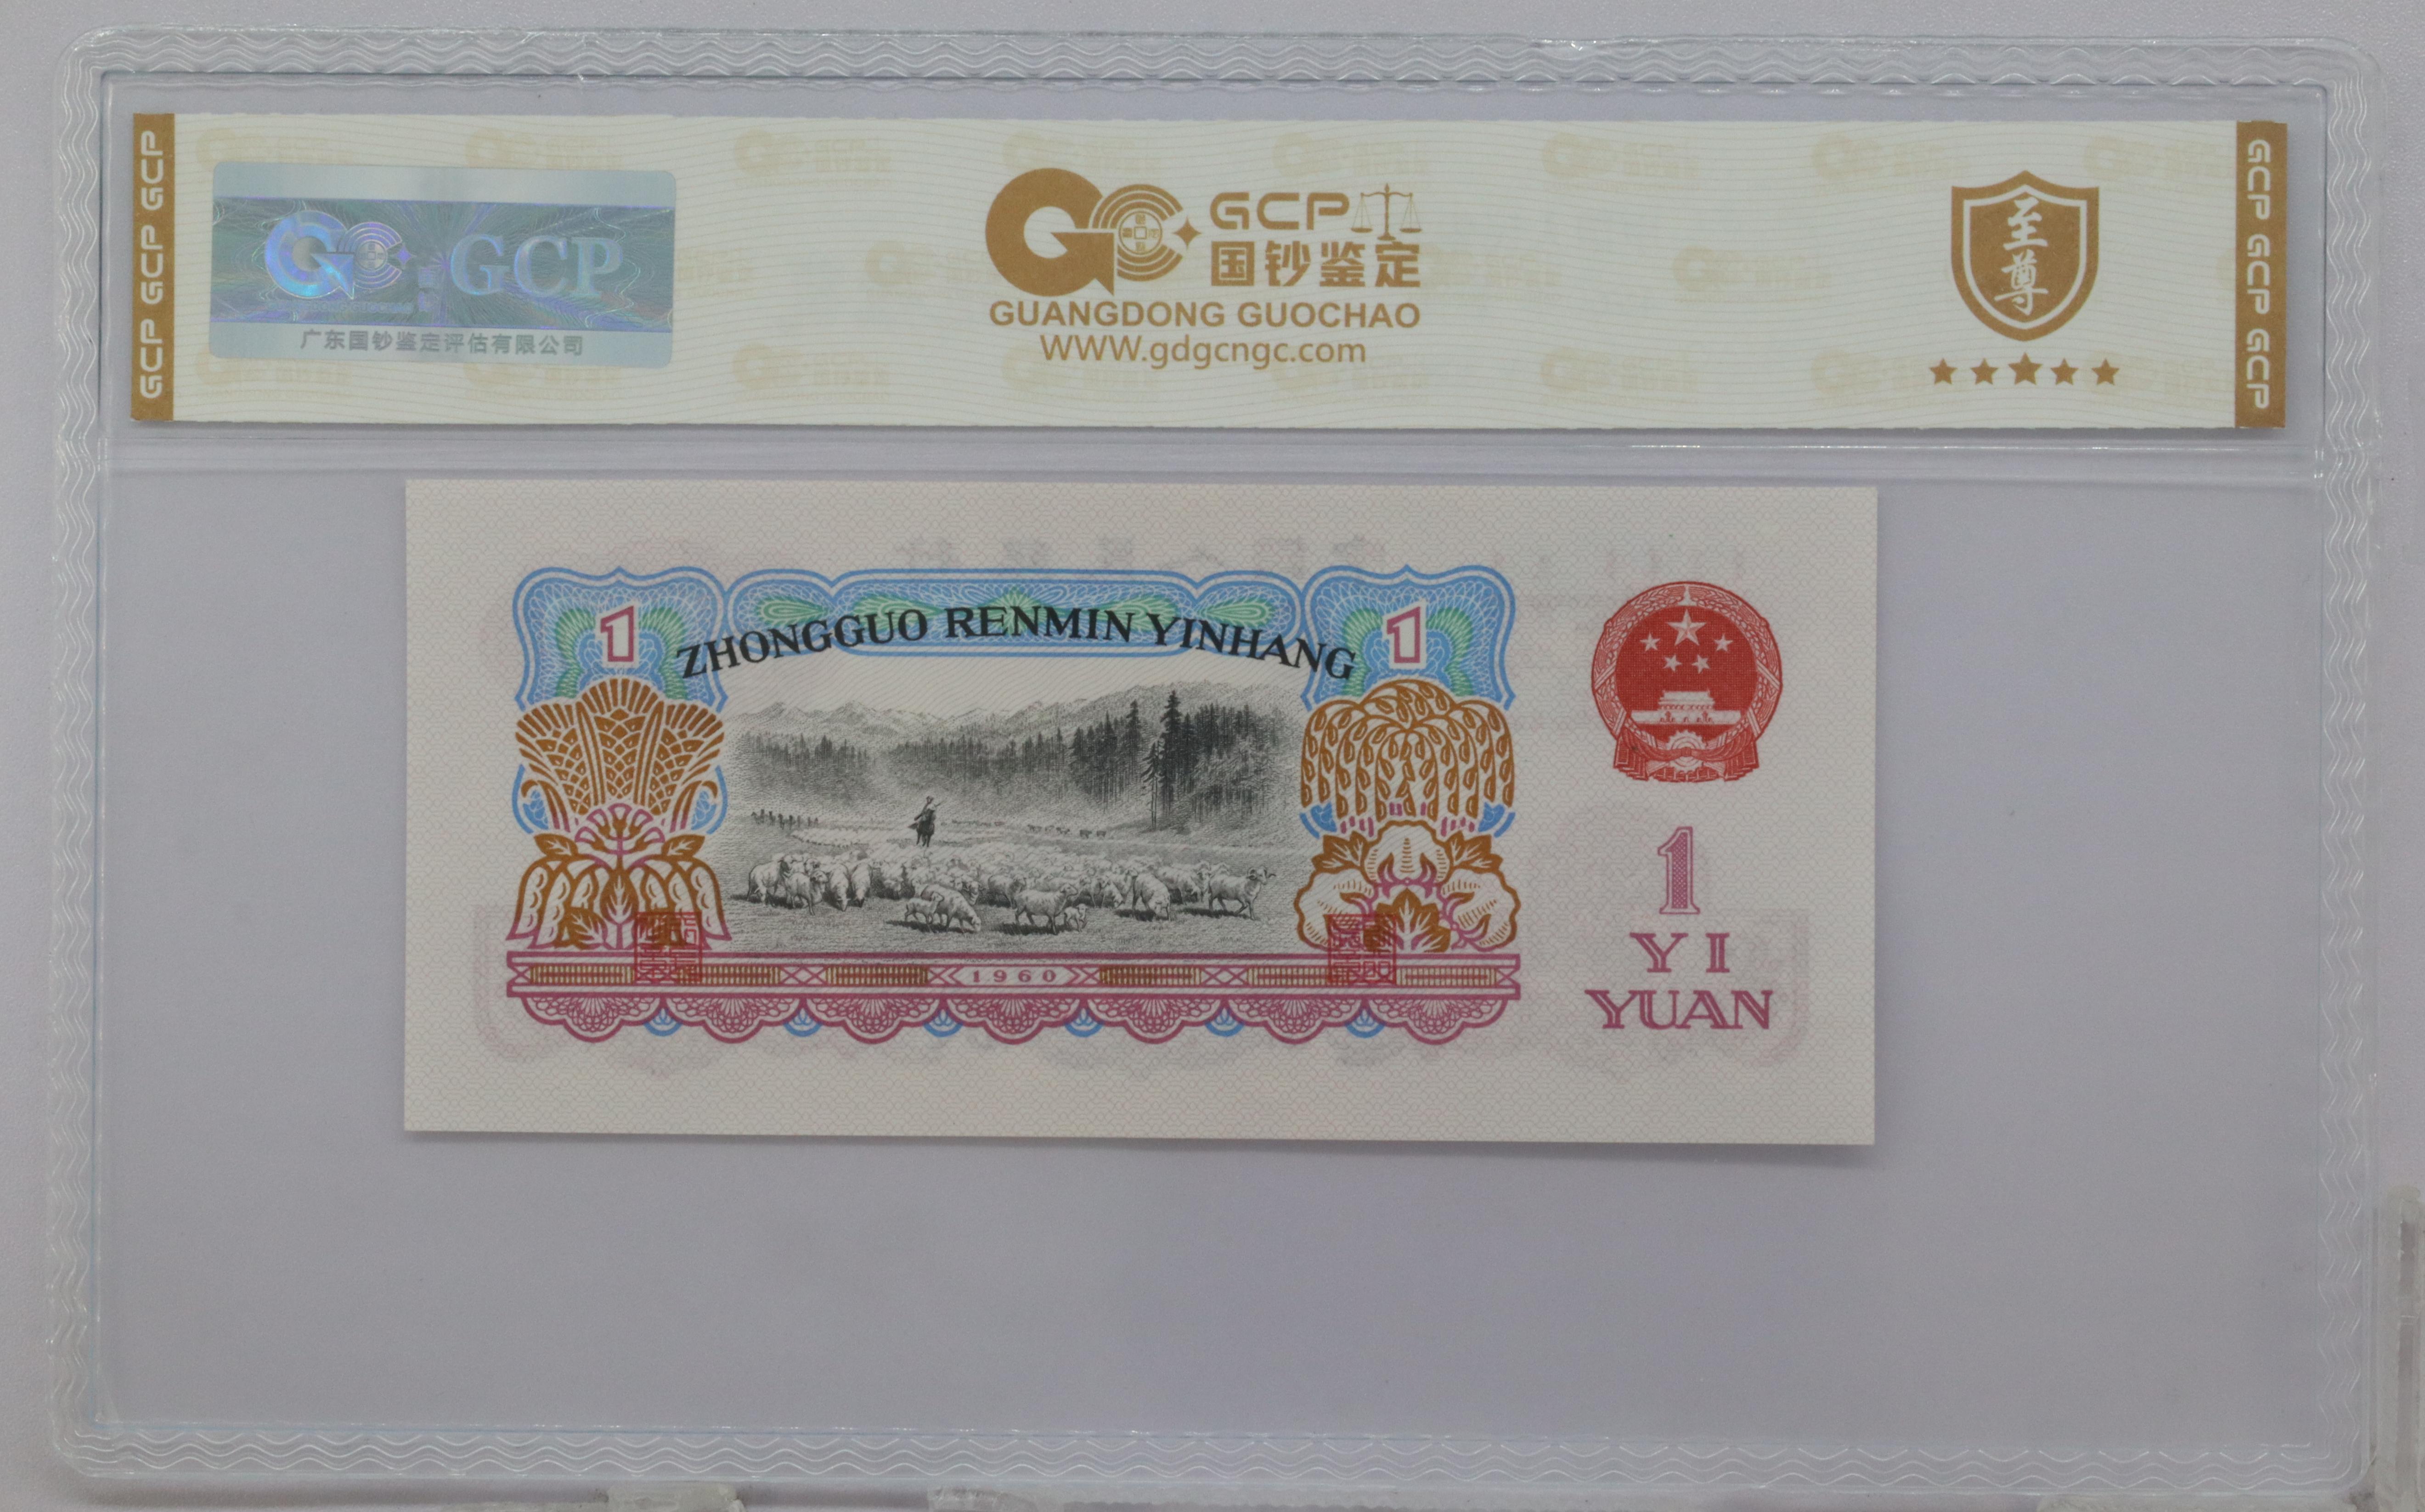 GCP GCP GCP
GCP
广东国钞鉴定评估有限公司
GCP
国钞鉴定
GUANGDONG GUOCHAO
WWW.gdgcngc.com
至尊
GCP GCP GCP
1
ZHONGGUO RENMIN YINHANG
1
1960
1
YI
YUAN